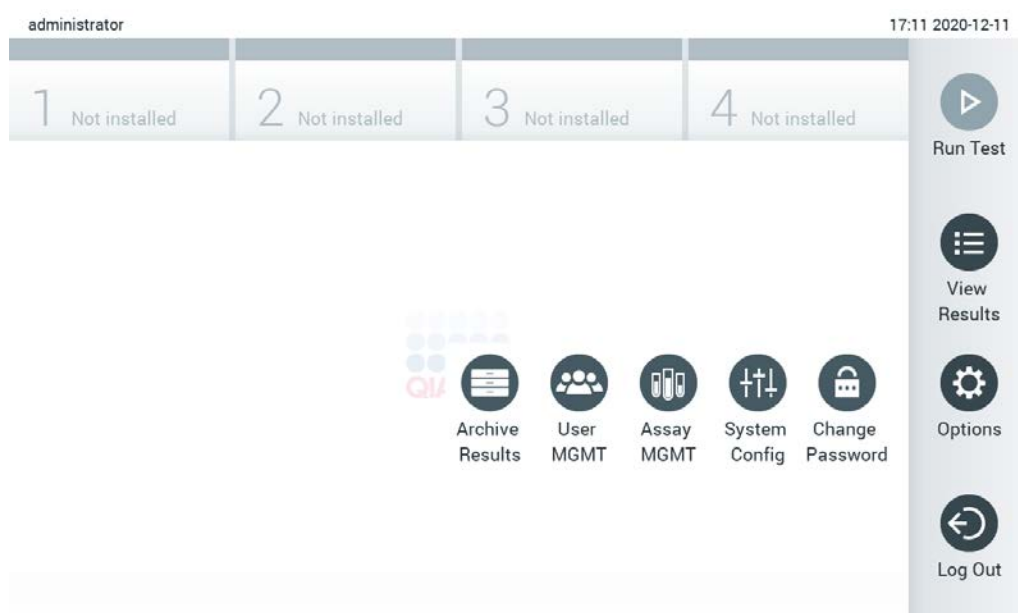 administrator
17:11 2020-12-11
1 Not installed
2 Not installed
3 Not installed
4 Not installed
Run Test
View
Results
QIA
Archive
Results
User
MGMT
Assay
MGMT
System
Config
Change
Password
Options
Log Out